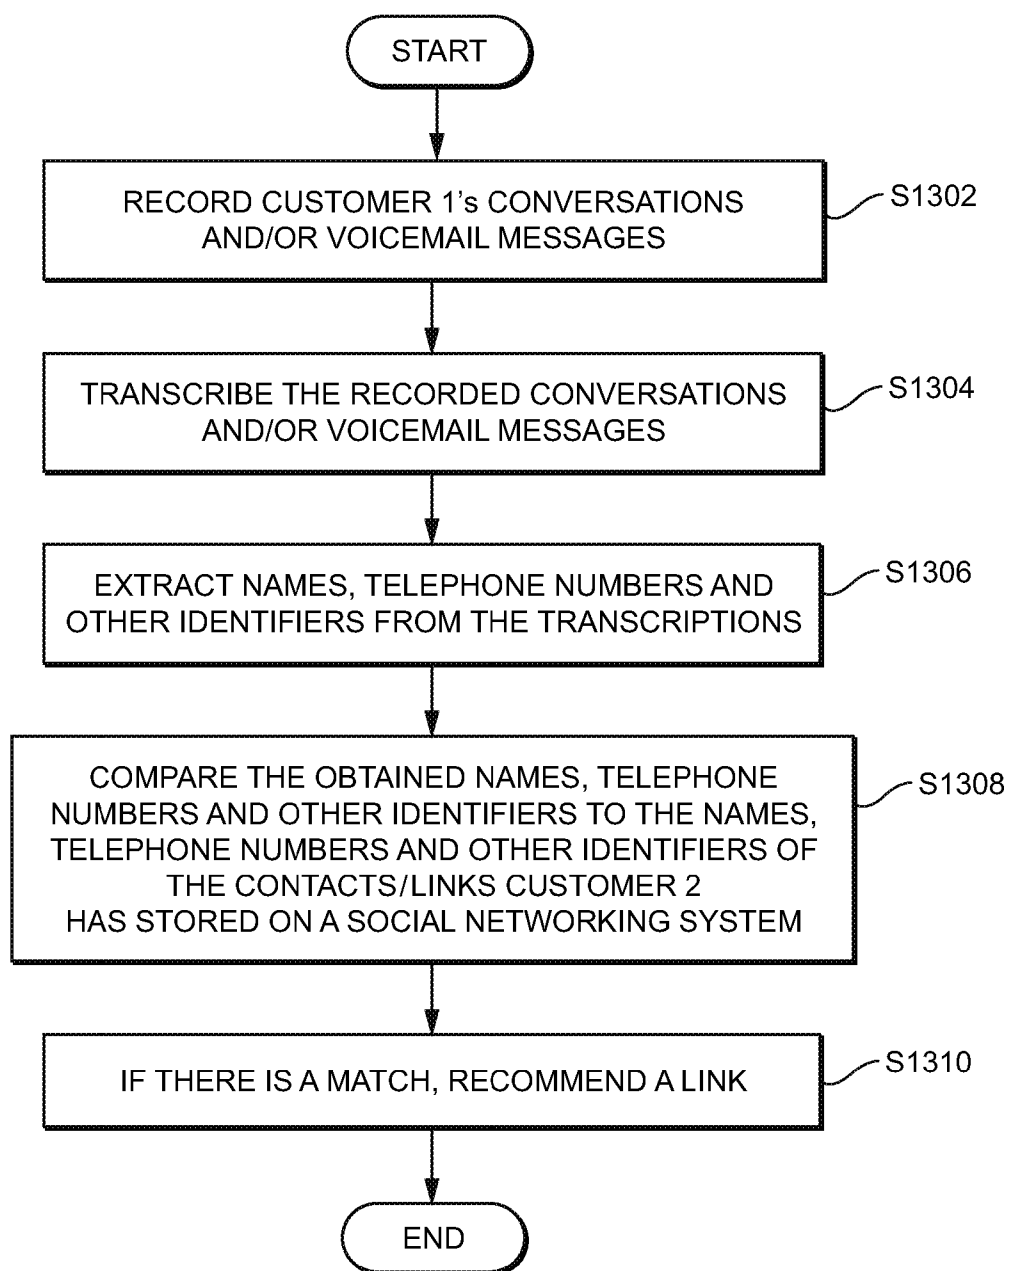 START
RECORD CUSTOMER 1's CONVERSATIONS
AND/OR VOICEMAIL MESSAGES
S1302
TRANSCRIBE THE RECORDED CONVERSATIONS
AND/OR VOICEMAIL MESSAGES
S1304
EXTRACT NAMES, TELEPHONE NUMBERS AND
OTHER IDENTIFIERS FROM THE TRANSCRIPTIONS
S1306
COMPARE THE OBTAINED NAMES, TELEPHONE
NUMBERS AND OTHER IDENTIFIERS TO THE NAMES,
TELEPHONE NUMBERS AND OTHER IDENTIFIERS OF
THE CONTACTS/LINKS CUSTOMER 2
HAS STORED ON A SOCIAL NETWORKING SYSTEM
S1308
IF THERE IS A MATCH, RECOMMEND A LINK
S1310
END